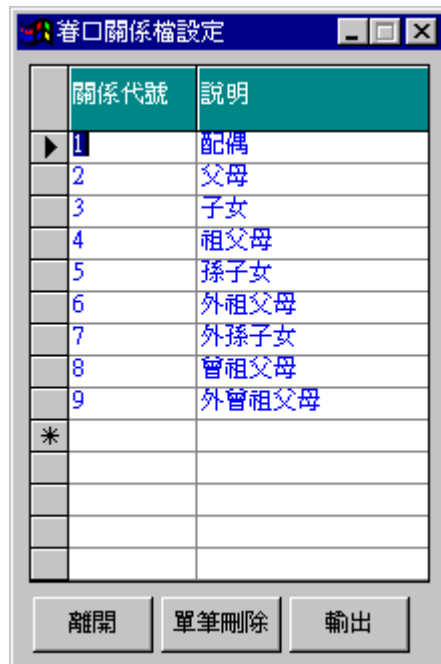 眷口關係檔設定
關係代號 說明
1 配偶
2 父母
3 子女
4 祖父母
5 孫子女
6 外祖父母
7 外孫子女
8 曾祖父母
9 外曾祖父母
離開 單筆刪除 輸出